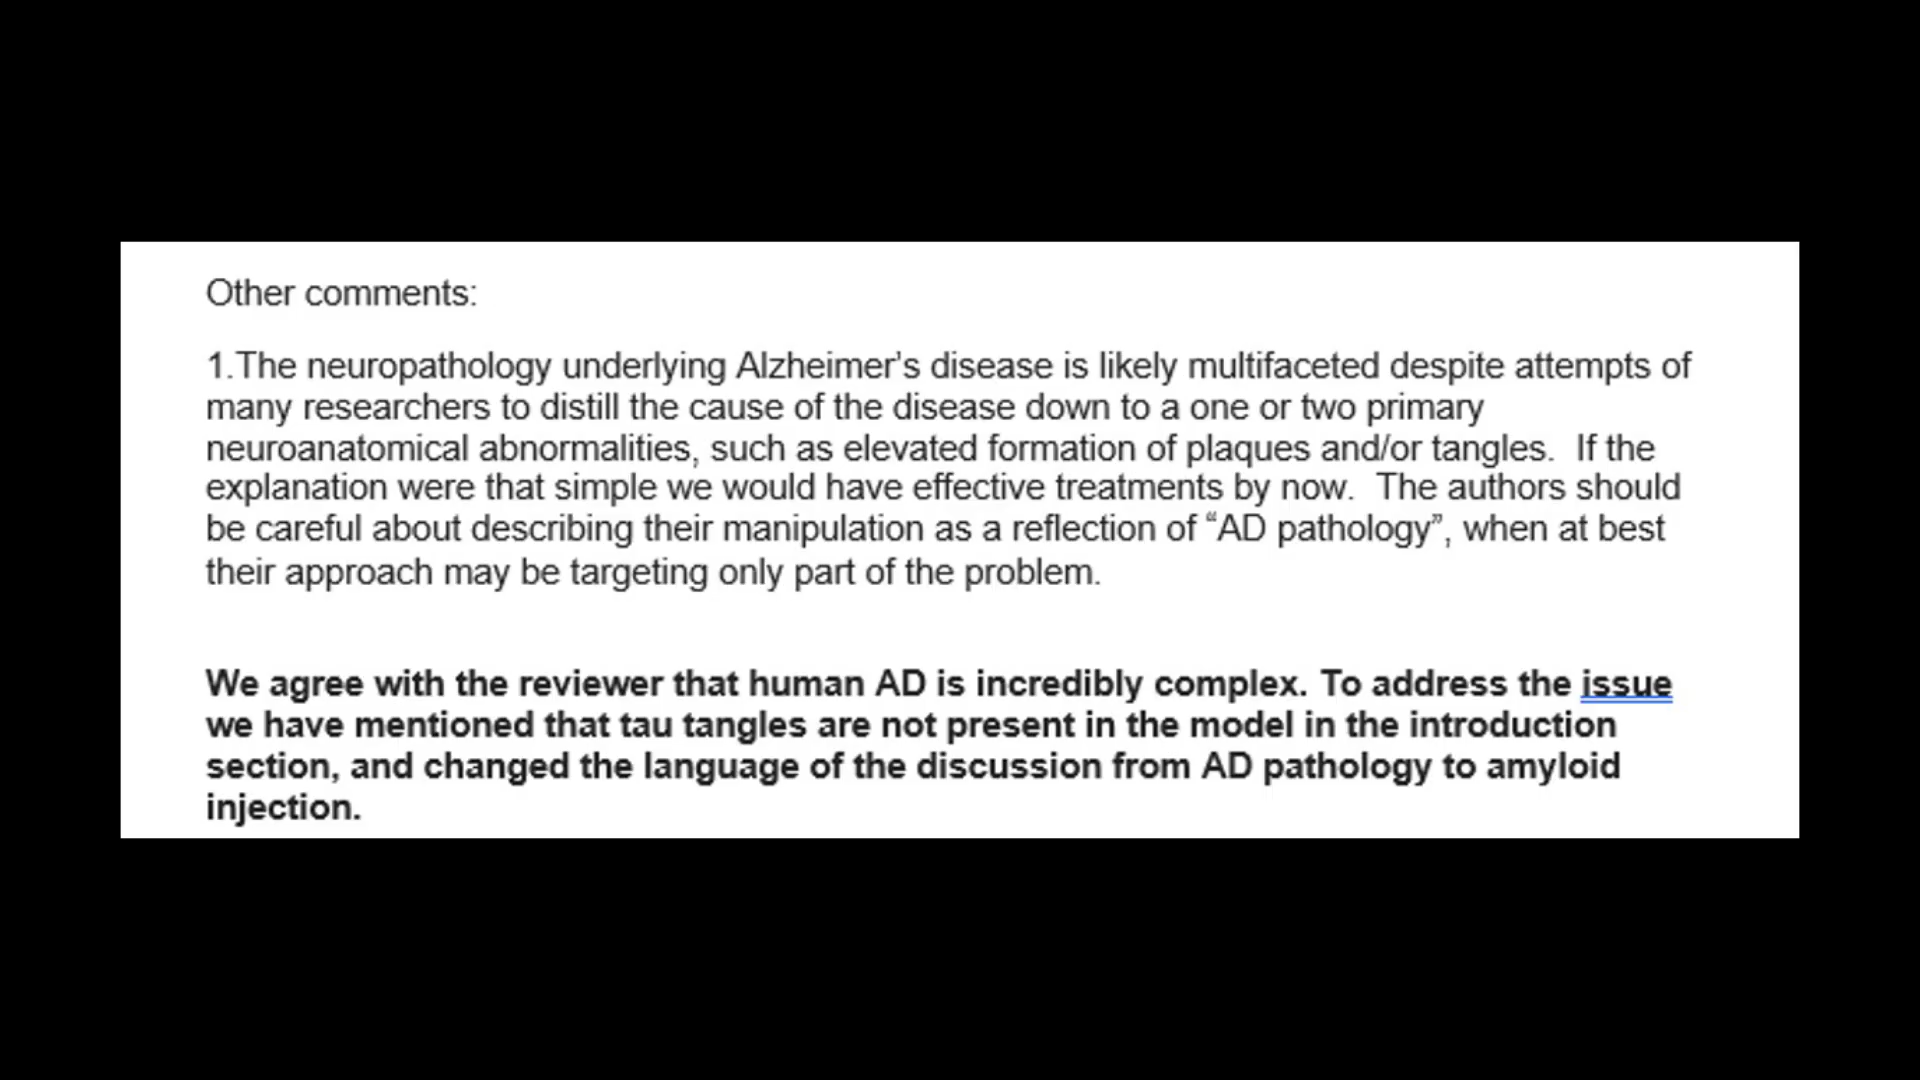 Other comments:
1.The neuropathology underlying Alzheimer's disease is likely multifaceted despite attempts of
many researchers to distill the cause of the disease down to a one or two primary
neuroanatomical abnormalities, such as elevated formation of plaques and/or tangles.  If the
explanation were that simple we would have effective treatments by now.  The authors should
be careful about describing their manipulation as a reflection of “AD pathology”, when at best
their approach may be targeting only part of the problem.
We agree with the reviewer that human AD is incredibly complex. To address the issue
we have mentioned that tau tangles are not present in the model in the introduction
section, and changed the language of the discussion from AD pathology to amyloid
injection.